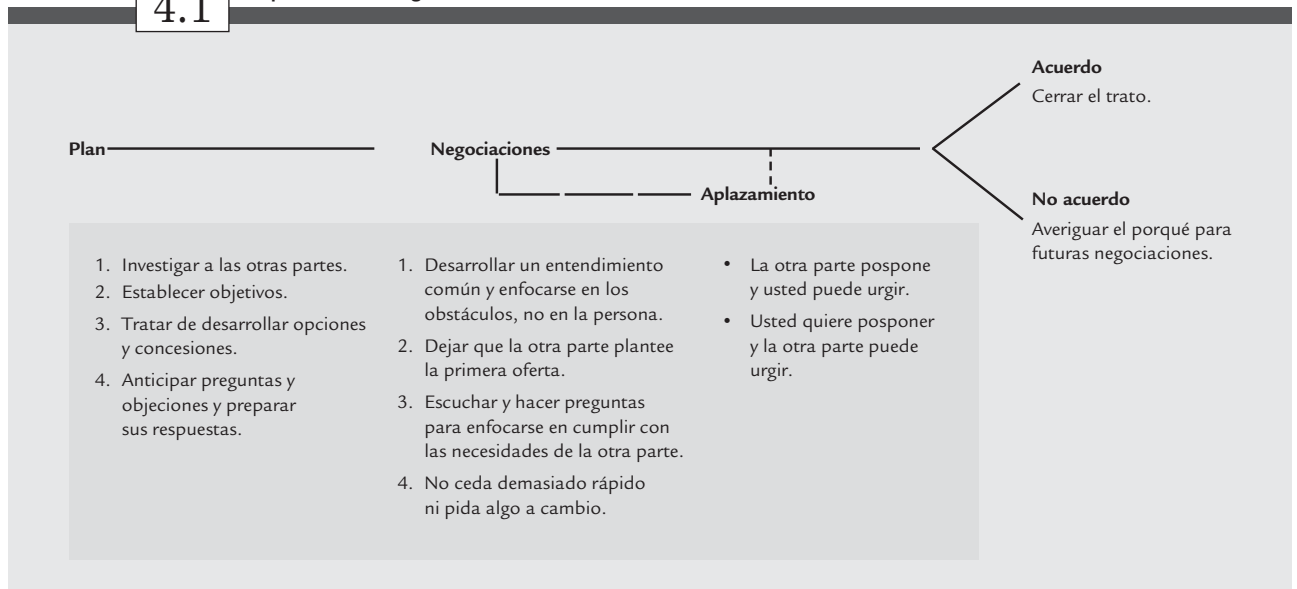 4.1
Acuerdo
Cerrar el trato.
Plan
Negociaciones
Aplazamiento
No acuerdo
Averiguar el porqué para
futuras negociaciones.
1. Investigar a las otras partes.
2. Establecer objetivos.
3. Tratar de desarrollar opciones
y concesiones.
4. Anticipar preguntas y
objeciones y preparar
sus respuestas.
1. Desarrollar un entendimiento
común y enfocarse en los
obstáculos, no en la persona.
2. Dejar que la otra parte plantee
la primera oferta.
3. Escuchar y hacer preguntas
para enfocarse en cumplir con
las necesidades de la otra parte.
4. No ceda demasiado rápido
ni pida algo a cambio.
• La otra parte pospone
y usted puede urgir.
• Usted quiere posponer
y la otra parte puede
urgir.